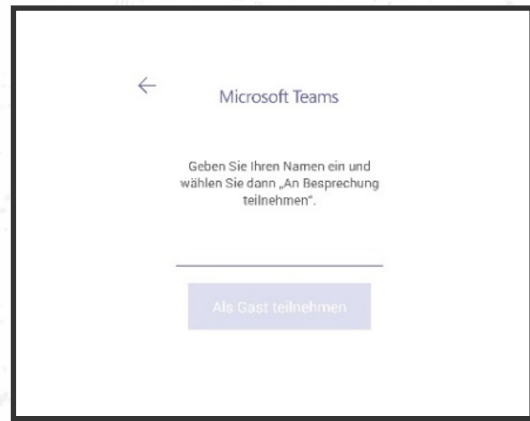 Microsoft Teams
Geben Sie Ihren Namen ein und
wählen Sie dann „An Besprechung
teilnehmen“.
Als Gast teilnehmen